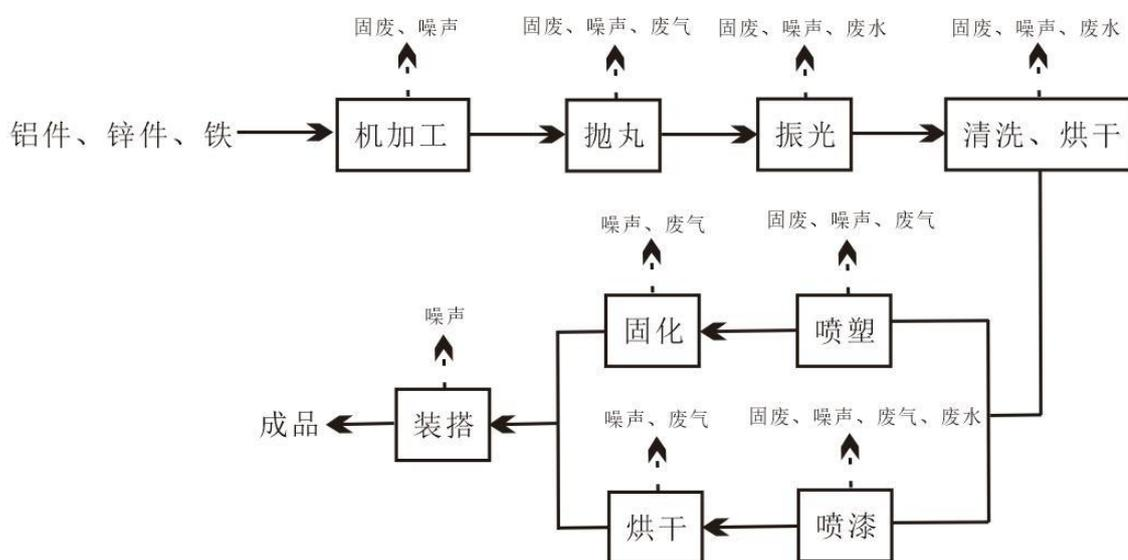 固废、噪声
固废、噪声、废气
固废、噪声、废水
固废、噪声、废水
铝件、锌件、铁
机加工
抛丸
振光
清洗、烘干
噪声、废气
固废、噪声、废气
固化
喷塑
噪声
成品
装搭
噪声、废气
固废、噪声、废气、废水
烘干
喷漆